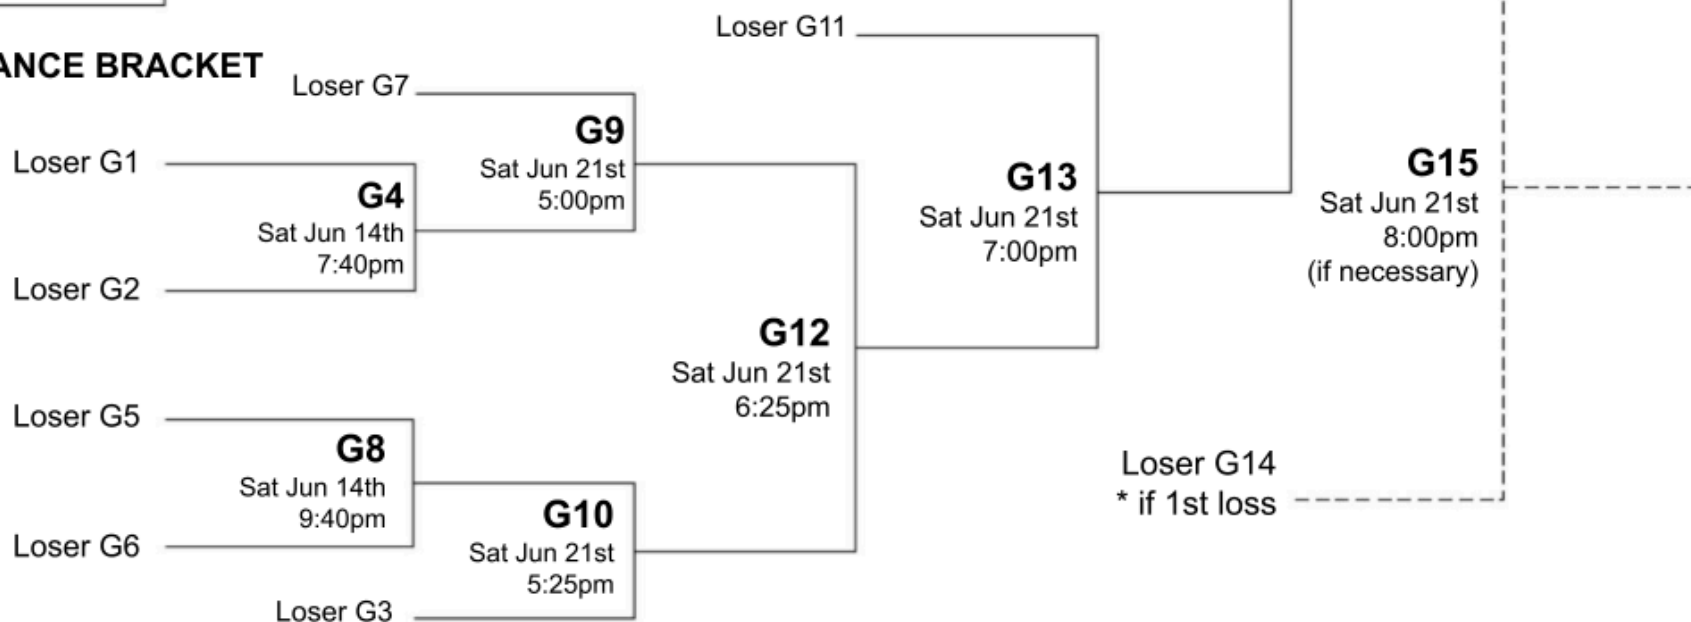 Loser G11
ANCE BRACKET
Loser G7
G9
Sat Jun 21st
5:00pm
Loser G1
G4
Sat Jun 14th
7:40pm
Loser G2
G13
Sat Jun 21st
7:00pm
G15
Sat Jun 21st
8:00pm
(if necessary)
G12
Sat Jun 21st
6:25pm
Loser G5
G8
Sat Jun 14th
9:40pm
Loser G6
G10
Sat Jun 21st
5:25pm
Loser G3
Loser G14
* if 1st loss